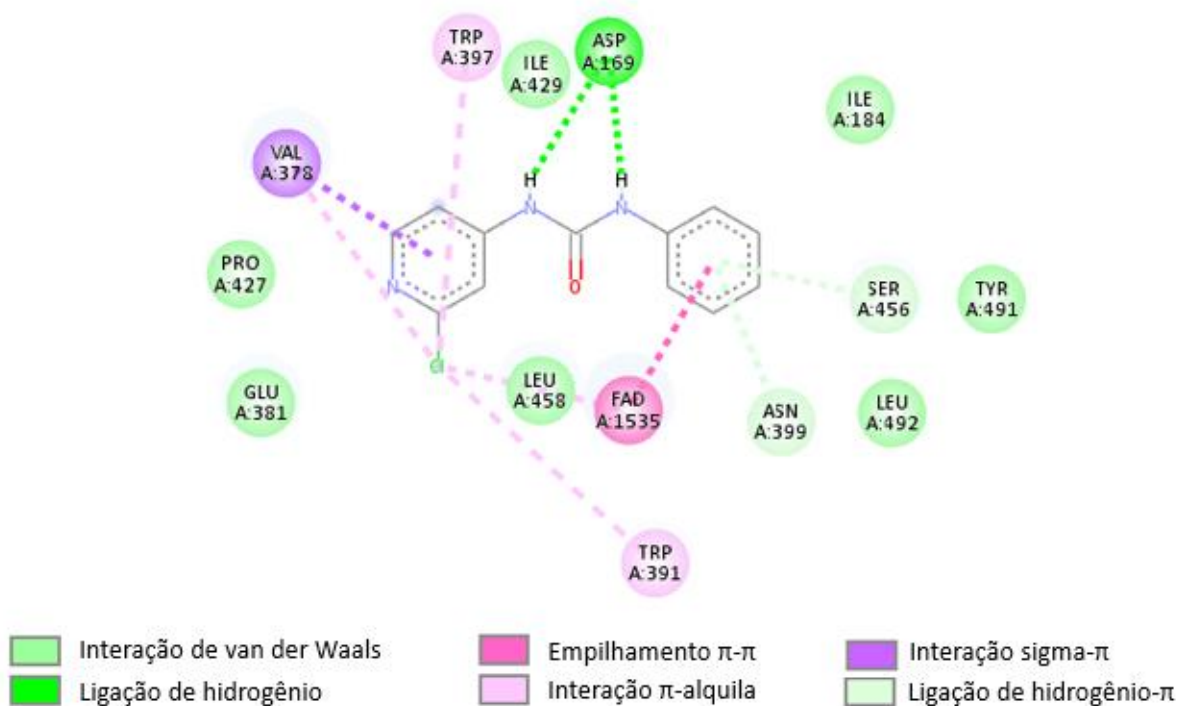 TRP
A:397
ILE
A:429
ASP
A:169
ILE
A:184
VAL
A:378
H
H
N
N
PRO
A:427
N
O
SER
A:456
TYR
A:491
Cl
GLU
A:381
LEU
A:458
FAD
A:1535
ASN
A:399
LEU
A:492
TRP
A:391
Interação de van der Waals
Ligação de hidrogênio
Empilhamento π-π
Interação π-alquila
Interação sigma-π
Ligação de hidrogênio-π